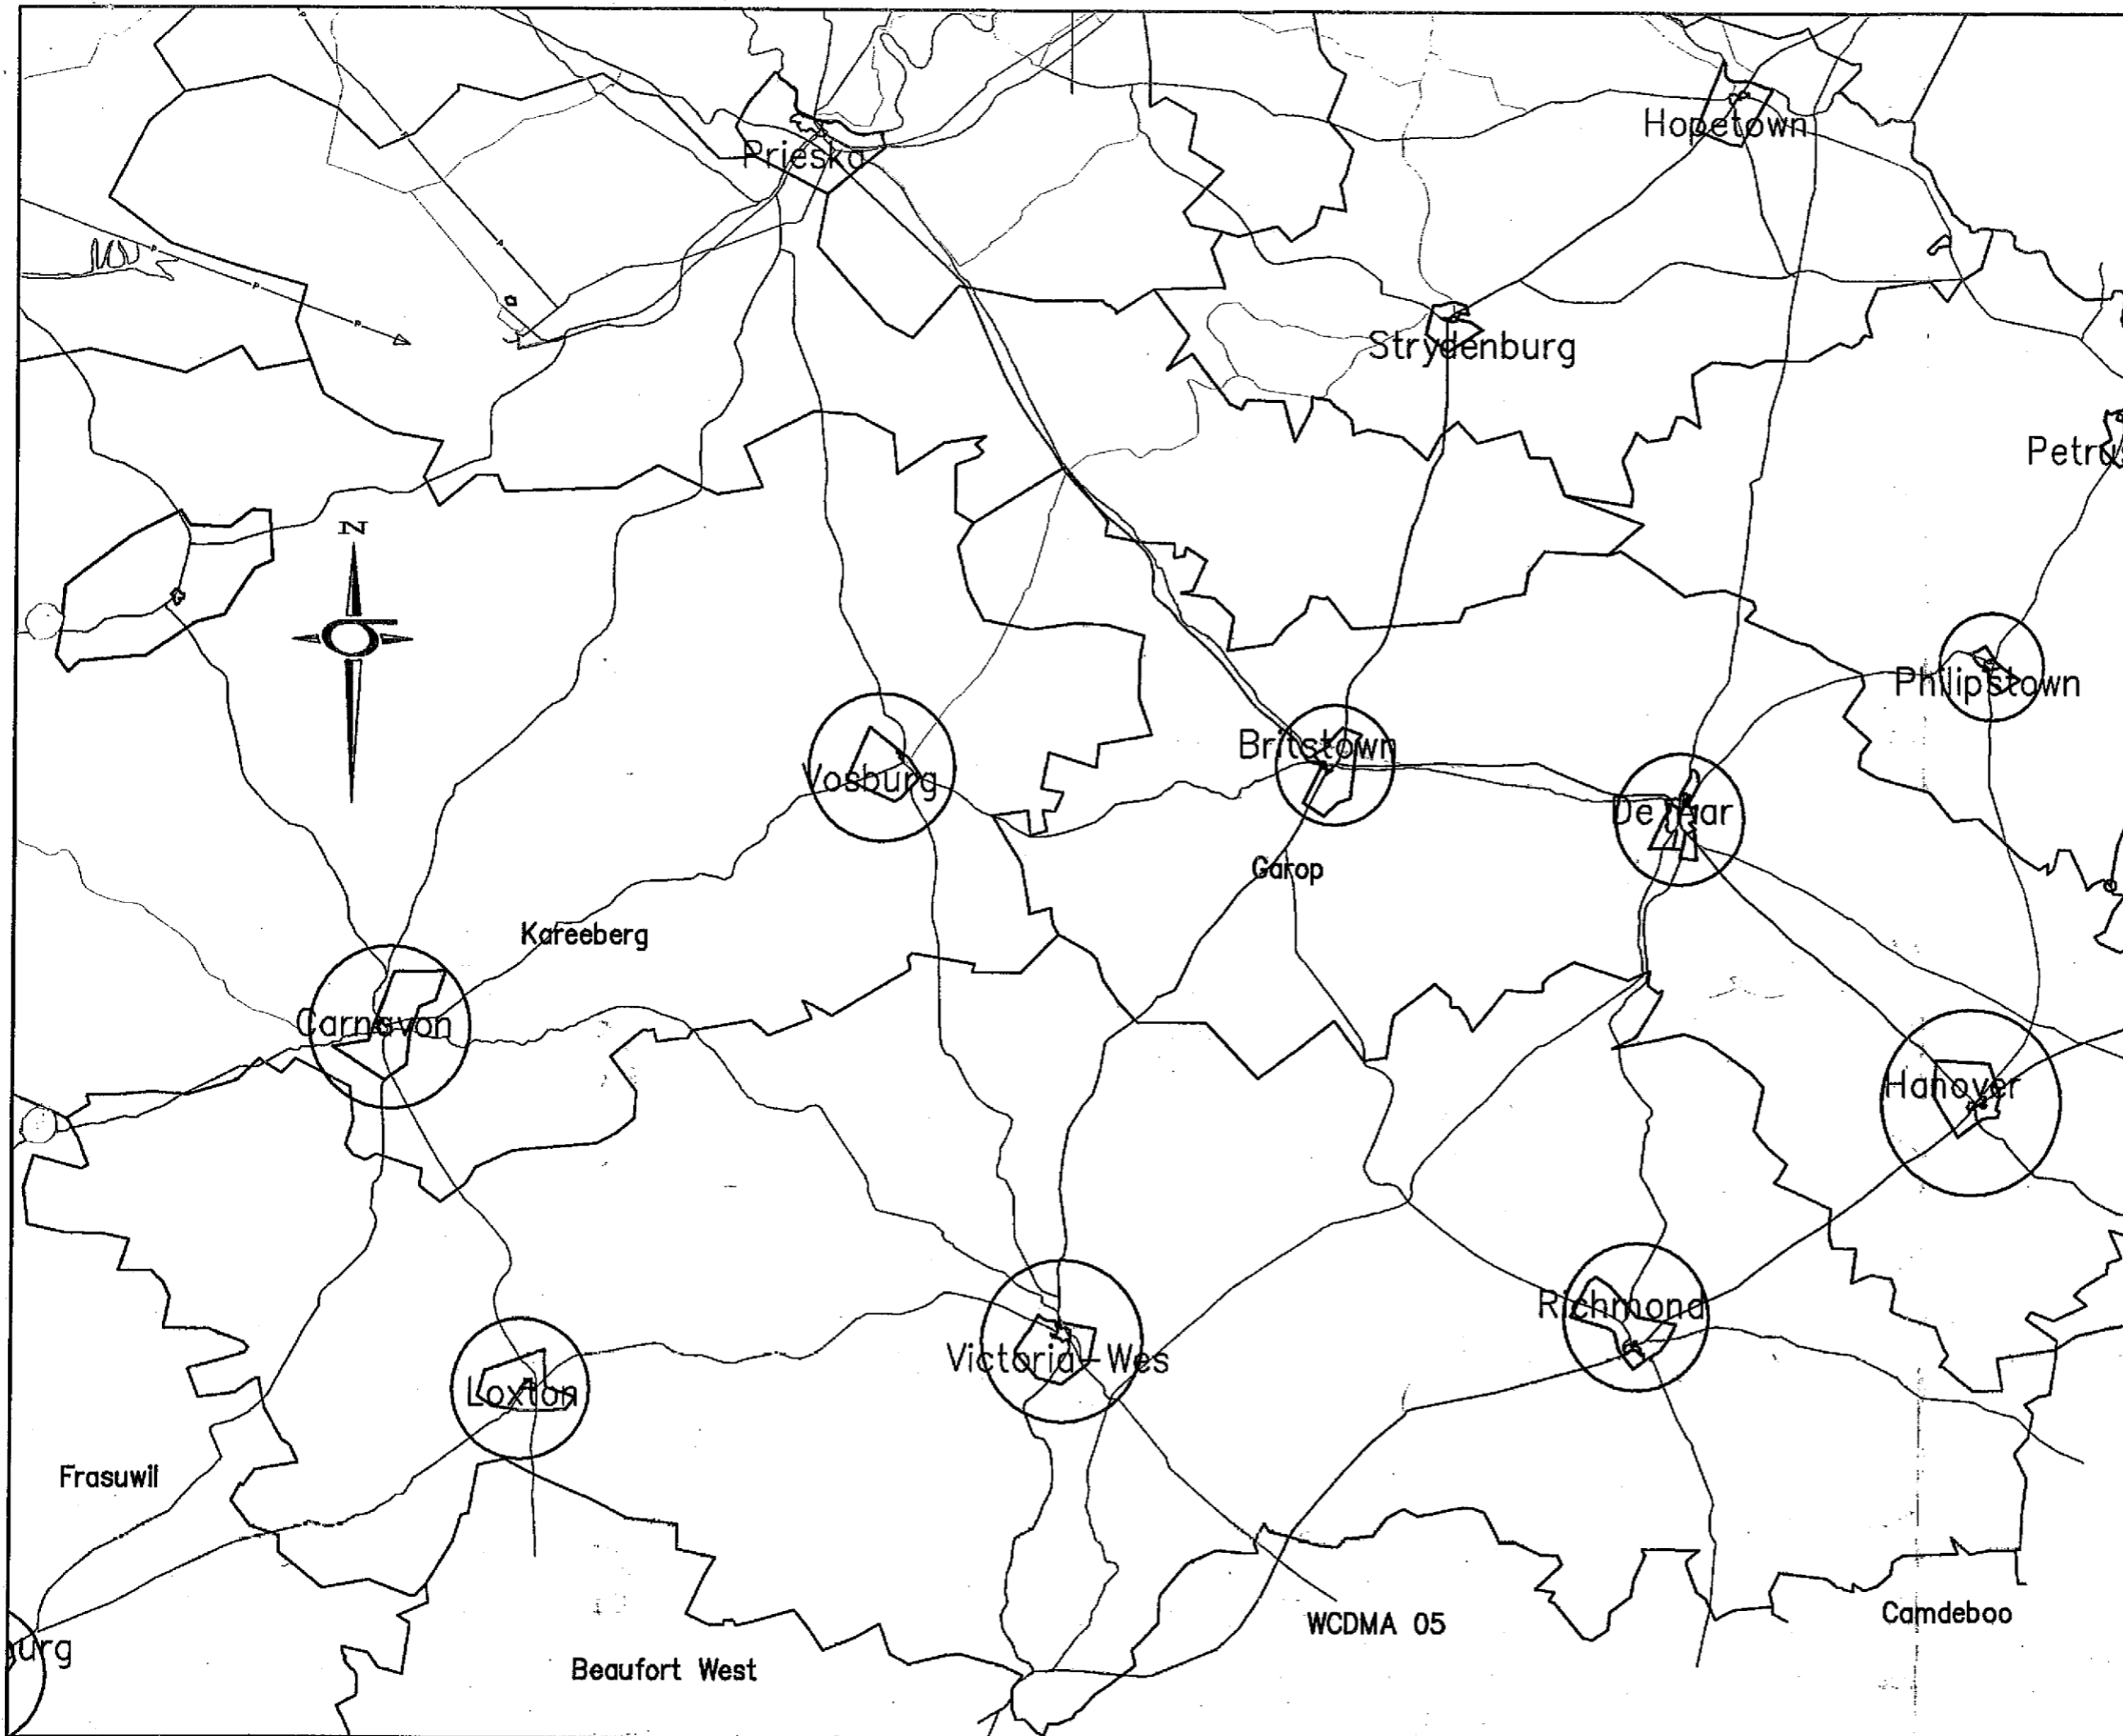 Hopetown
Prieska
Strydenburg
N
Philipstown
Britstown
Vosburg
De Aar
Garop
Kareeberg
Carnavon
Hanover
Richmond
Victoria-Wes
Loxton
Frasuwil
WCDMA 05
Camdeboo
urg
Beaufort West